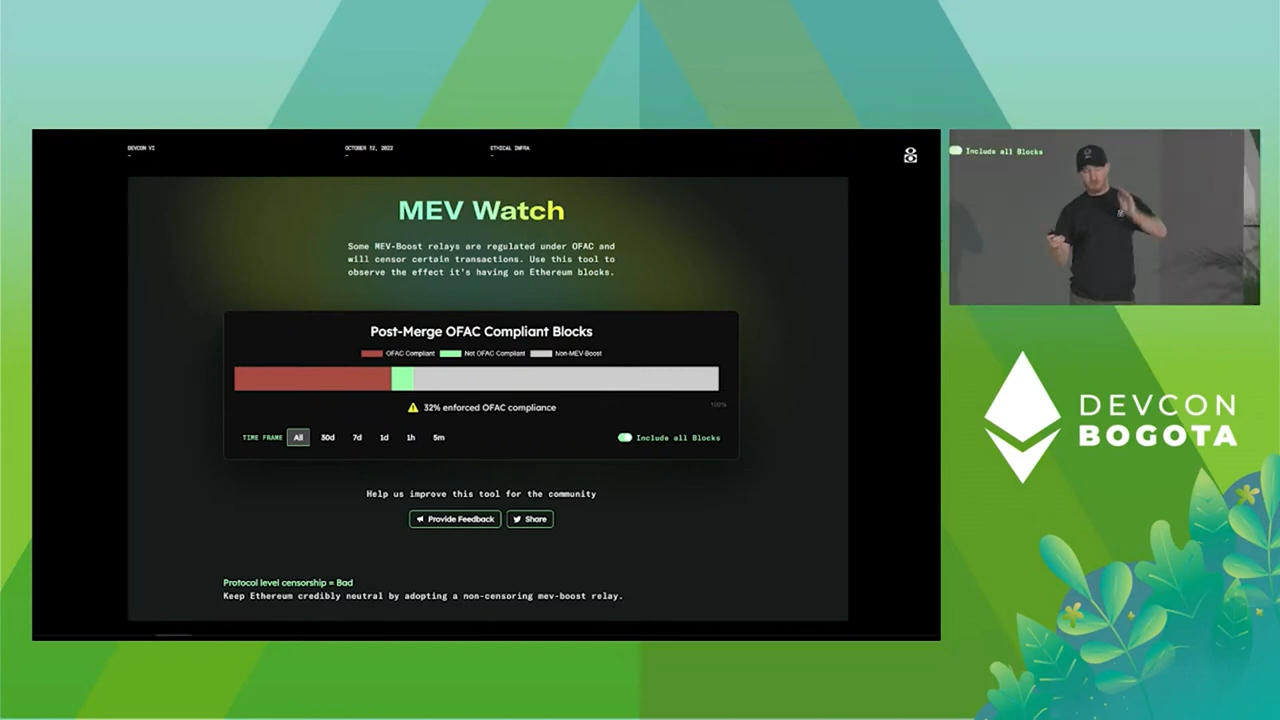 DEVCON VI
OCTOBER 12, 2022
ETHICAL INFRA
MEV Watch
Some MEV-Boost relays are regulated under OFAC and
will censor certain transactions. Use this tool to
observe the effect it's having on Ethereum blocks.
Post-Merge OFAC Compliant Blocks
OFAC Compliant
Not OFAC Compliant
Non-MEV-Boost
32% enforced OFAC compliance
100%
TIME FRAME All 30d 7d 1d 1h 5m
Include all Blocks
Help us improve this tool for the community
Provide Feedback
Share
Protocol level censorship = Bad
Keep Ethereum credibly neutral by adopting a non-censoring mev-boost relay.
Include all Blocks
DEVCON
BOGOTA